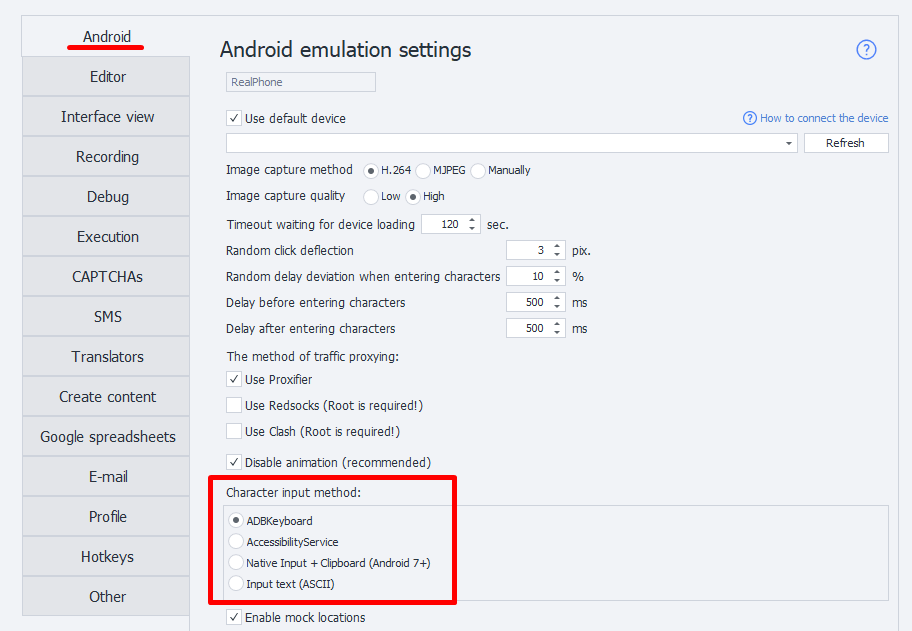 Android
Editor
Interface view
Recording
Debug
Execution
CAPTCHAs
SMS
Translators
Create content
Google spreadsheets
E-mail
Profile
Hotkeys
Other
Android emulation settings
?
RealPhone
Use default device
? How to connect the device
Refresh
Image capture method H.264 MJPEG Manually
Image capture quality Low High
Timeout waiting for device loading 120 sec.
Random click deflection 3 pix.
Random delay deviation when entering characters 10 %
Delay before entering characters 500 ms
Delay after entering characters 500 ms
The method of traffic proxying:
Use Proxifier
Use Redsocks (Root is required!)
Use Clash (Root is required!)
Disable animation (recommended)
Character input method:
ADBKeyboard
AccessibilityService
Native Input + Clipboard (Android 7+)
Input text (ASCII)
Enable mock locations